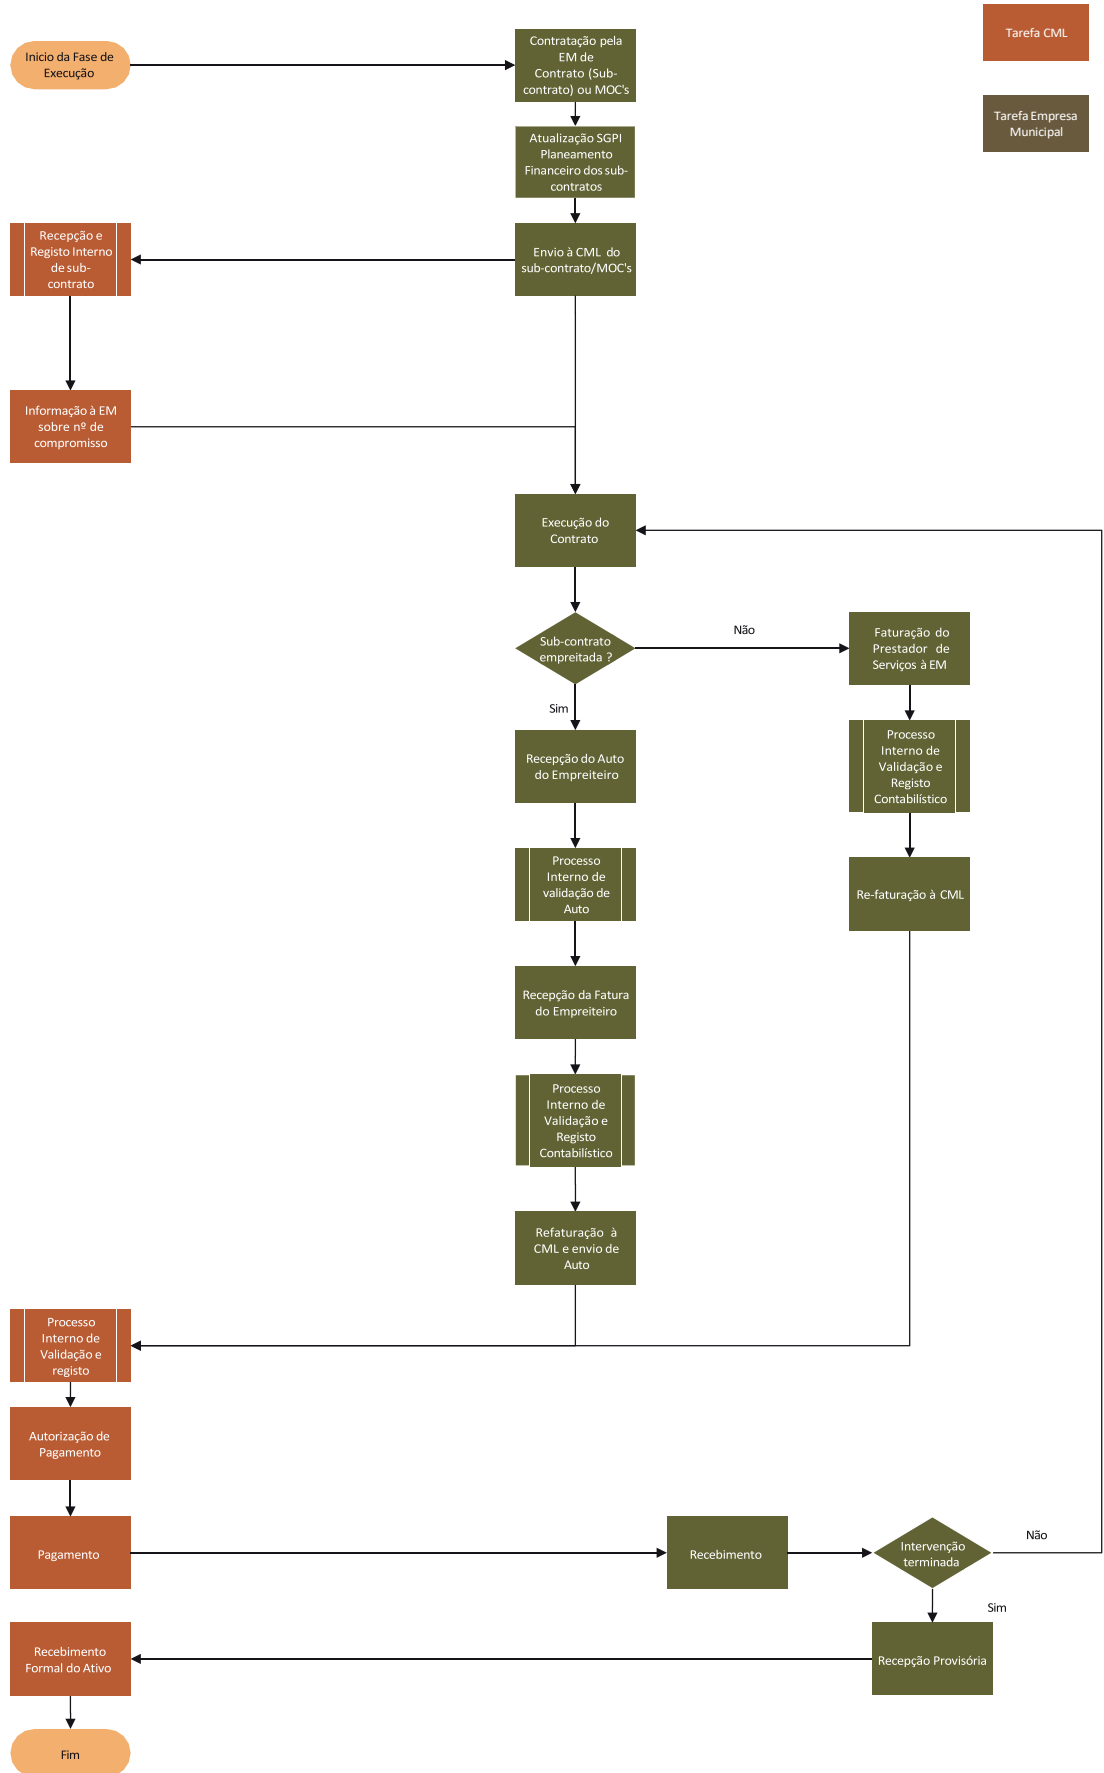 Tarefa CML
Inicio da Fase de
Execução
Contratação pela
EM de
Contrato (Sub-
contrato) ou MOC's
Tarefa Empresa
Municipal
Atualização SGPI
Planeamento
Financeiro dos sub-
contratos
Recepção e
Registo Interno
de sub-
contrato
Envio à CML do
sub-contrato/MOC's
Informação à EM
sobre nº de
compromisso
Execução do
Contrato
Sub-contrato
empreitada ?
Não
Faturação do
Prestador de
Serviços à EM
Sim
Recepção do Auto
do Empreiteiro
Processo
Interno de
Validação e
Registo
Contabilístico
Processo
Interno de
validação de
Auto
Re-faturação à CML
Recepção da Fatura
do Empreiteiro
Processo
Interno de
Validação e
Registo
Contabilístico
Refaturação à
CML e envio de
Auto
Processo
Interno de
Validação e
registo
Autorização de
Pagamento
Pagamento
Recebimento
Intervenção
terminada
Não
Sim
Recebimento
Formal do Ativo
Recepção Provisória
Fim